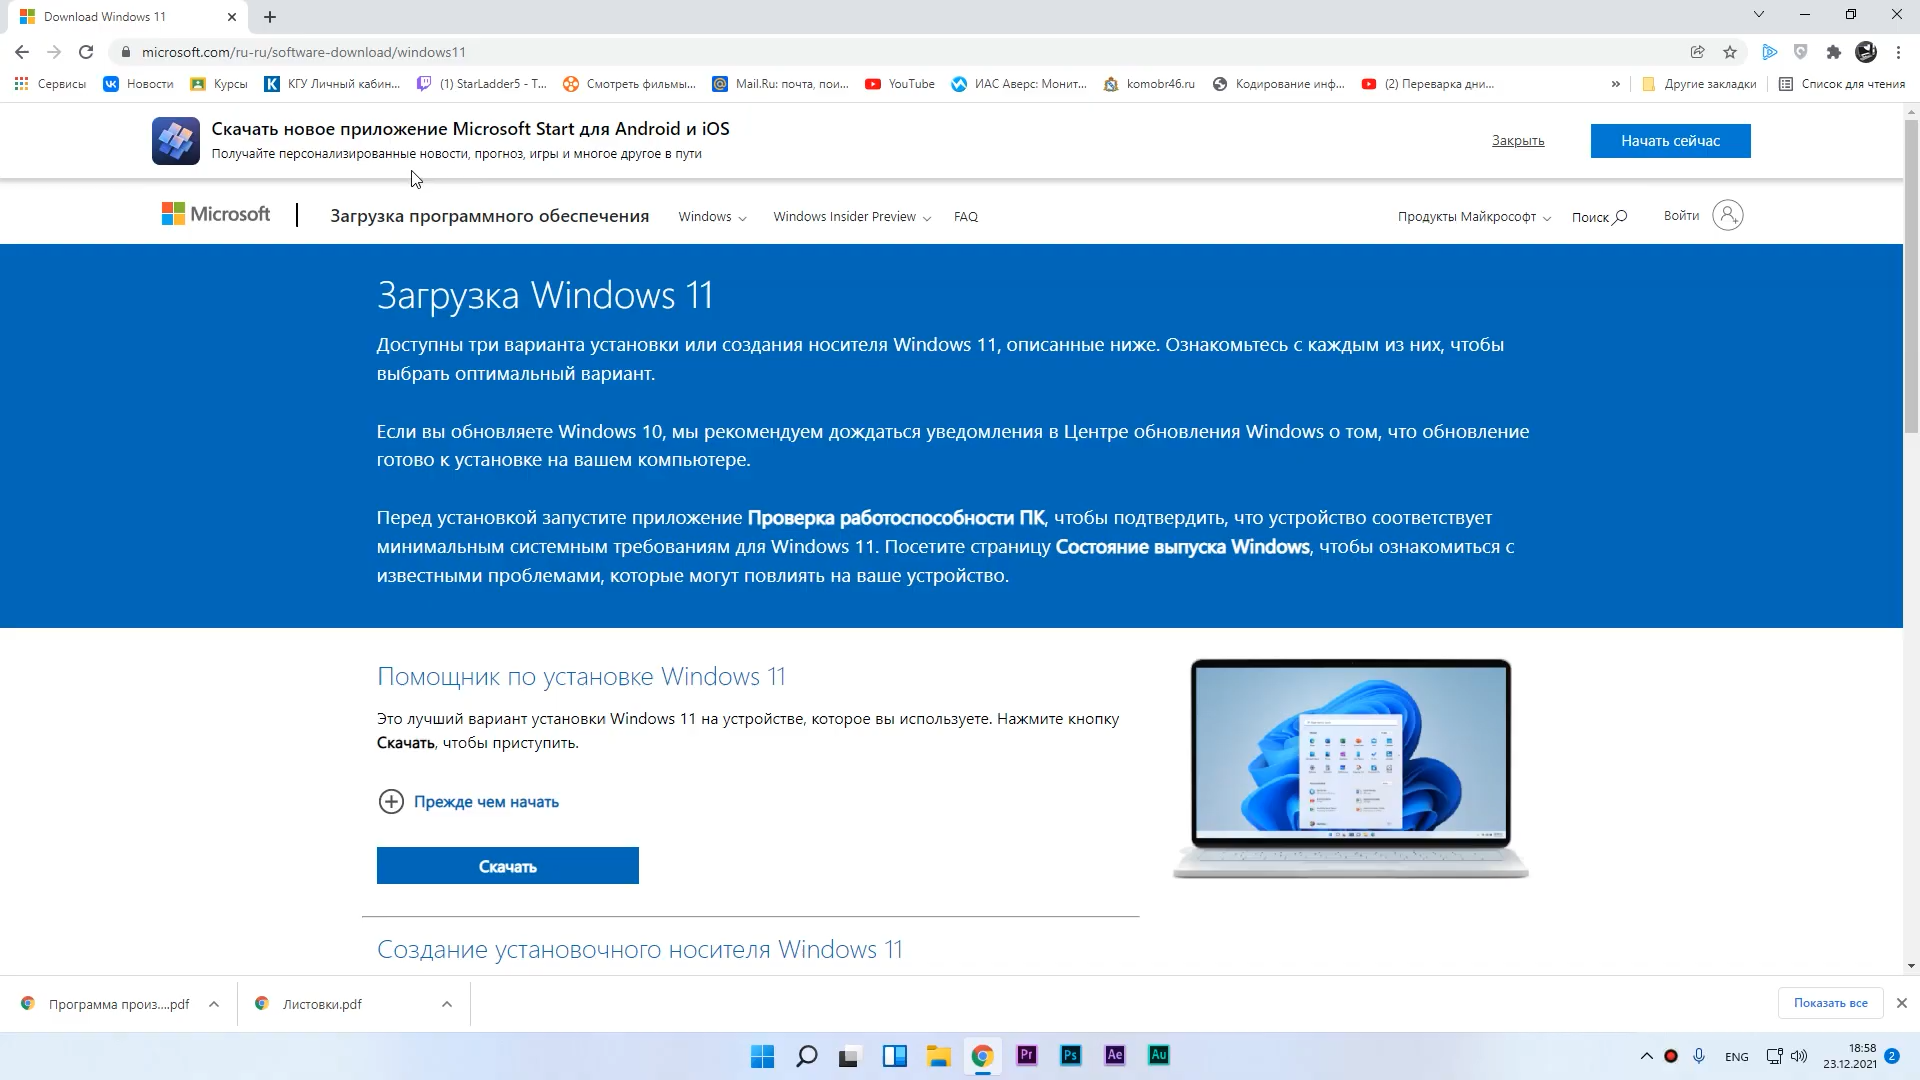 Download Windows 11
microsoft.com/ru-ru/software-download/windows11
Сервисы
Новости
Курсы
КГУ Личный кабин...
(1) StarLadder5 - T...
Смотреть фильмы...
Mail.Ru: почта, пои...
YouTube
ИАС Аверс: Монит...
komobr46.ru
Кодирование инф...
(2) Переварка дни...
»
Другие закладки
Список для чтения
Скачать новое приложение Microsoft Start для Android и iOS
Получайте персонализированные новости, прогноз, игры и многое другое в пути
Закрыть
Начать сейчас
Microsoft
Загрузка программного обеспечения
Windows
Windows Insider Preview
FAQ
Продукты Майкрософт
Поиск
Войти
Загрузка Windows 11
Доступны три варианта установки или создания носителя Windows 11, описанные ниже. Ознакомьтесь с каждым из них, чтобы
выбрать оптимальный вариант.
Если вы обновляете Windows 10, мы рекомендуем дождаться уведомления в Центре обновления Windows о том, что обновление
готово к установке на вашем компьютере.
Перед установкой запустите приложение Проверка работоспособности ПК, чтобы подтвердить, что устройство соответствует
минимальным системным требованиям для Windows 11. Посетите страницу Состояние выпуска Windows, чтобы ознакомиться с
известными проблемами, которые могут повлиять на ваше устройство.
Помощник по установке Windows 11
Это лучший вариант установки Windows 11 на устройстве, которое вы используете. Нажмите кнопку
Скачать, чтобы приступить.
Прежде чем начать
Скачать
Создание установочного носителя Windows 11
Программа произ....pdf
Листовки.pdf
Показать все
Pr
Ps
Ae
Au
ENG
18:58
23.12.2021
2